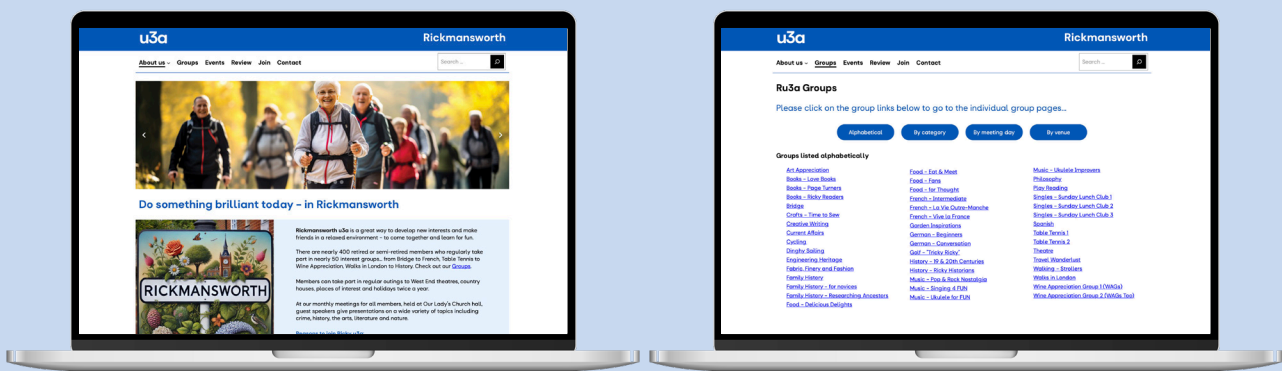 u3a
Rickmansworth
About us Groups Events Review Join Contact
Search ...
Do something brilliant today - in Rickmansworth
RICKMANSWORTH
Rickmansworth u3a is a great way to develop new interests and make
friends in a relaxed environment - to come together and learn for fun.
There are nearly 400 retired or semi-retired members who regularly take
part in nearly 50 interest groups.. from Bridge to French, Table Tennis to
Wine Appreciation, Walks in London to History. Check out our Groups.
Members can take part in regular outings to West End theatres, country
houses, places of interest and holidays twice a year.
At our monthly meetings for all members, held at Our Lady's Church hall,
guest speakers give presentations on a wide variety of topics including
crime, history, the arts, literature and nature.
Reasons to join Ricky u3a:
u3a
Rickmansworth
About us Groups Events Review Join Contact
Search ...
Ru3a Groups
Please click on the group links below to go to the individual group pages...
Alphabetical
By category
By meeting day
By venue
Groups listed alphabetically
Art Appreciation
Books - Love Books
Books - Page Turners
Books - Ricky Readers
Bridge
Crafts - Time to Sew
Creative Writing
Current Affairs
Cycling
Dinghy Sailing
Engineering Heritage
Fabric, Finery and Fashion
Family History
Family History - for novices
Family History - Researching Ancestors
Food - Delicious Delights
Food - Eat & Meet
Food - Fans
Food - for Thought
French - Intermediate
French - La Vie Outre-Manche
French - Vive la France
Garden Inspirations
German - Beginners
German - Conversation
Golf - "Tricky Ricky"
History - 19 & 20th Centuries
History - Ricky Historians
Music - Pop & Rock Nostalgia
Music - Singing 4 FUN
Music - Ukulele for FUN
Music - Ukulele Improvers
Philosophy
Play Reading
Singles - Sunday Lunch Club 1
Singles - Sunday Lunch Club 2
Singles - Sunday Lunch Club 3
Spanish
Table Tennis 1
Table Tennis 2
Theatre
Travel Wanderlust
Walking - Strollers
Walks in London
Wine Appreciation Group 1 (WAGs)
Wine Appreciation Group 2 (WAGs Too)